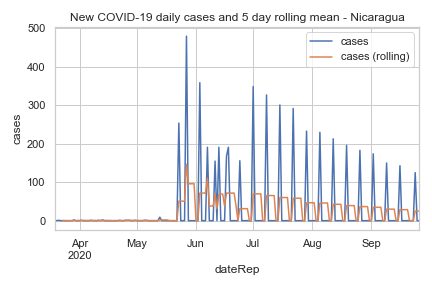 New COVID-19 daily cases and 5 day rolling mean - Nicaragua
cases
cases (rolling)
500
400
300
200
100
0
cases
Apr
2020
May
Jun
Jul
Aug
Sep
dateRep